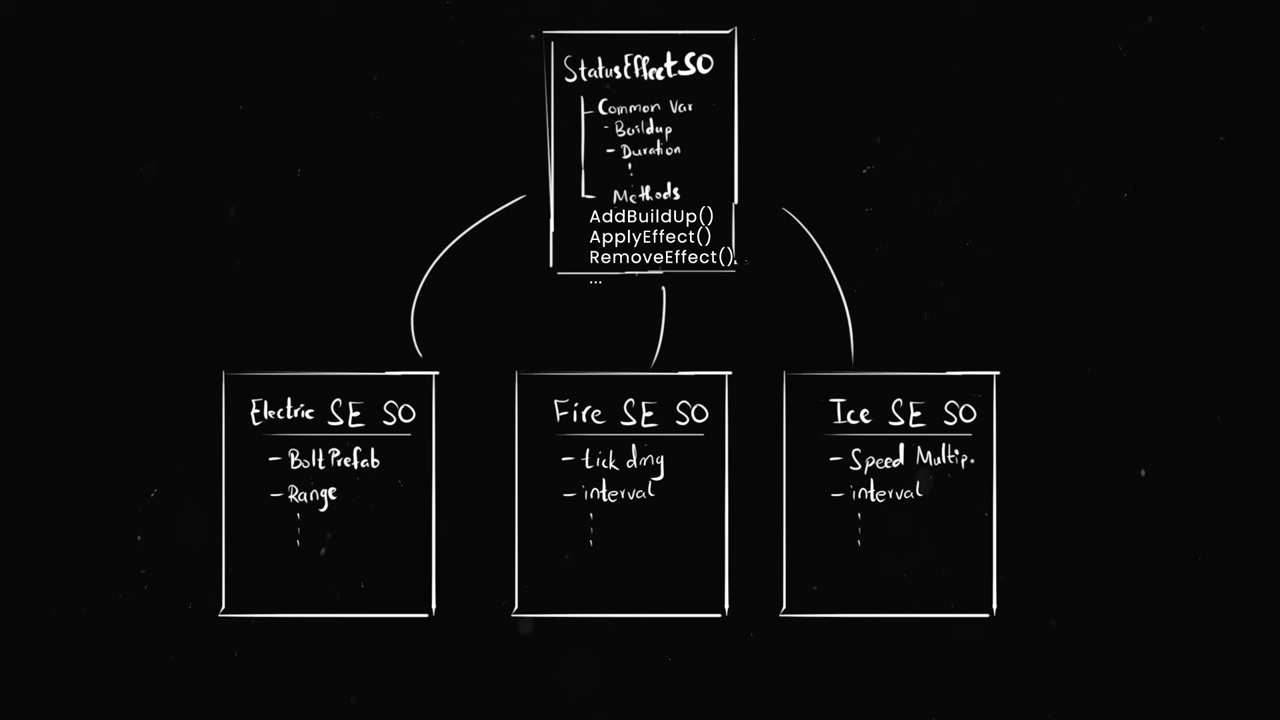 StatusEffectSO
Common Var
- Buildup
- Duration
Methods
AddBuildUp()
ApplyEffect()
RemoveEffect()
...
Electric SE SO
- Bolt Prefab
- Range
Fire SE SO
- tick dmg
- interval
Ice SE SO
- Speed Multip.
- interval